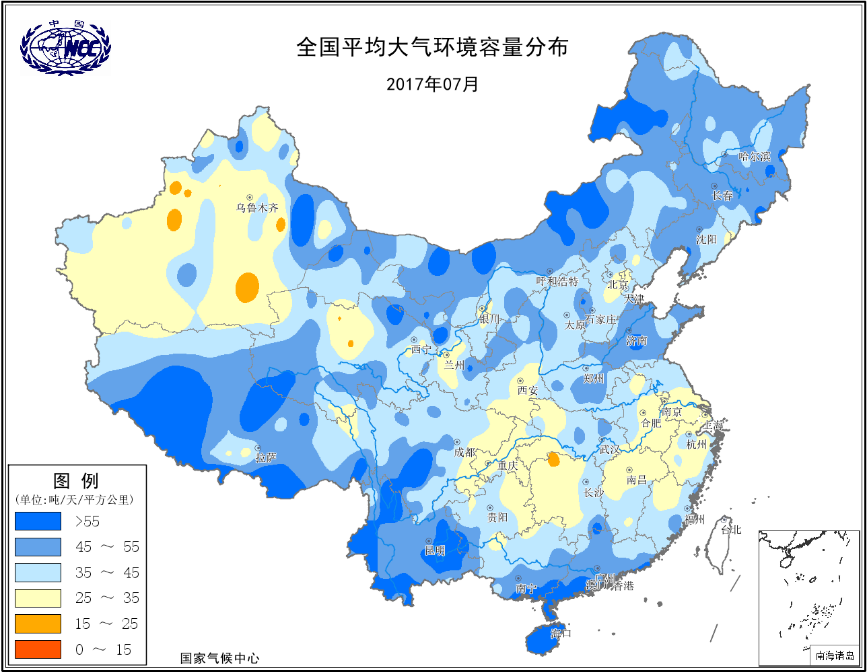 中国
NCC
全国平均大气环境容量分布
2017年07月
哈尔滨
长春
乌鲁木齐
沈阳
呼和浩特
北京
天津
银川
太原
石家庄
济南
西宁
兰州
郑州
西安
南京
合肥
上海
拉萨
成都
武汉
杭州
重庆
南昌
长沙
贵阳
福州
台北
昆明
广州
南宁
澳门
香港
海口
图 例
(单位:吨/天/平方公里)
>55
45 ～ 55
35 ～ 45
25 ～ 35
15 ～ 25
0 ～ 15
国家气候中心
南海诸岛